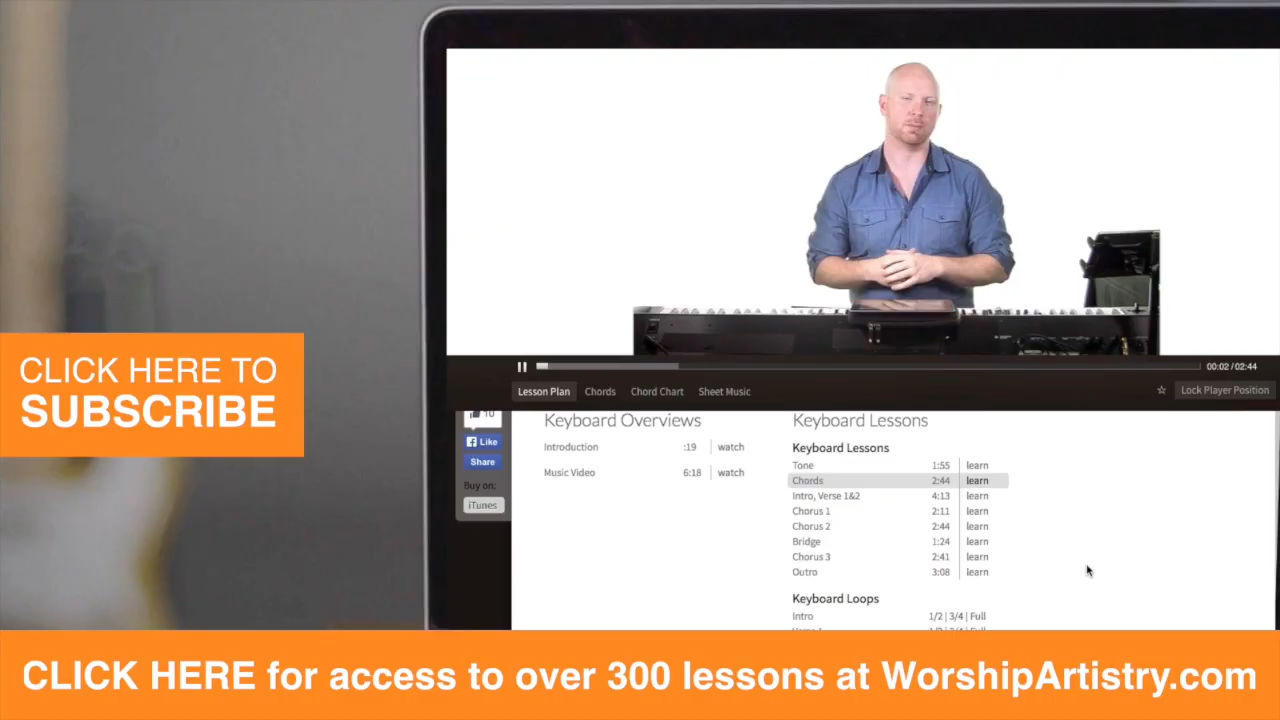 CLICK HERE TO
SUBSCRIBE
00:02 / 02:44
Lesson Plan Chords Chord Chart Sheet Music
Lock Player Position
10
Like
Share
Buy on:
iTunes
Keyboard Overviews
Introduction :19 watch
Music Video 6:18 watch
Keyboard Lessons
Keyboard Lessons
Tone 1:55 learn
Chords 2:44 learn
Intro, Verse 1&2 4:13 learn
Chorus 1 2:11 learn
Chorus 2 2:44 learn
Bridge 1:24 learn
Chorus 3 2:41 learn
Outro 3:08 learn
Keyboard Loops
Intro 1/2 | 3/4 | Full
CLICK HERE for access to over 300 lessons at WorshipArtistry.com